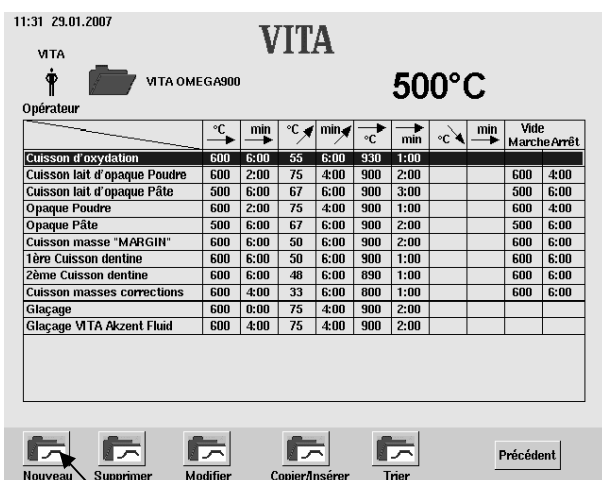 11:31 29.01.2007
VITA
VITA
VITA OMEGA900
500°C
Opérateur
°C min °C min °C min °C min Vide
Marche Arrêt
Cuisson d'oxydation 600 6:00 55 6:00 930 1:00
Cuisson lait d'opaque Poudre 600 2:00 75 4:00 900 2:00 600 4:00
Cuisson lait d'opaque Pâte 500 6:00 67 6:00 900 3:00 500 6:00
Opaque Poudre 600 2:00 75 4:00 900 1:00 600 4:00
Opaque Pâte 500 6:00 67 6:00 900 2:00 500 6:00
Cuisson masse "MARGIN" 600 6:00 50 6:00 900 2:00 600 6:00
1ère Cuisson dentine 600 6:00 50 6:00 900 1:00 600 6:00
2ème Cuisson dentine 600 6:00 48 6:00 890 1:00 600 6:00
Cuisson masses corrections 600 4:00 33 6:00 800 1:00 600 6:00
Glaçage 600 0:00 75 4:00 900 2:00
Glaçage VITA Akzent Fluid 600 4:00 75 4:00 900 2:00
Précédent
Nouveau Supprimer Modifier Copier/Insérer Trier